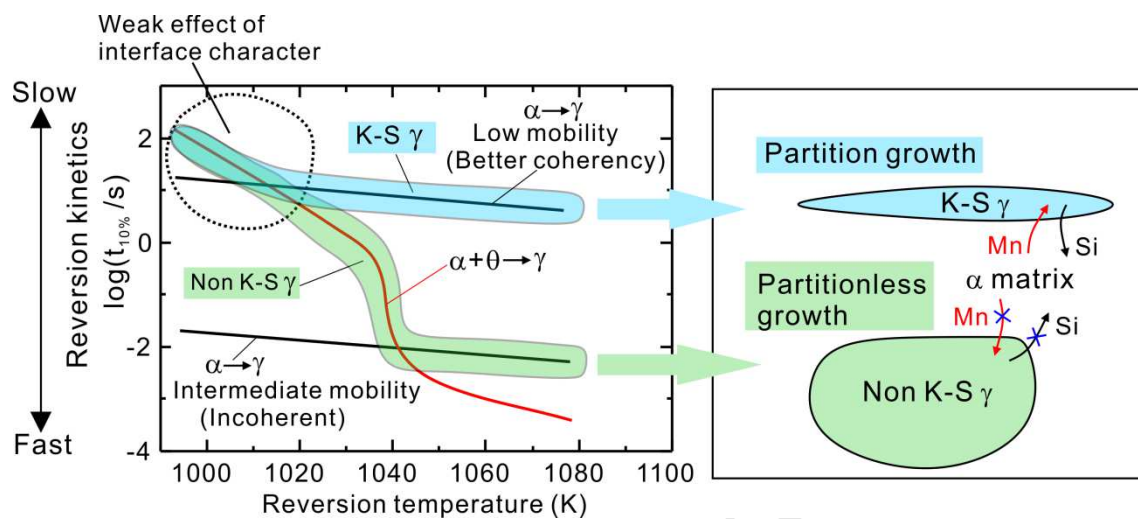 Weak effect of
interface character
Slow
Fast
Reversion kinetics
log(t10% /s)
2
0
-2
-4
1000
1020
1040
1060
1080
1100
Reversion temperature (K)
K-S γ
α→γ
Low mobility
(Better coherency)
Non K-S γ
α+θ→γ
α→γ
Intermediate mobility
(Incoherent)
Partition growth
K-S γ
Mn
Si
α matrix
Partitionless
growth
Mn
Si
Non K-S γ